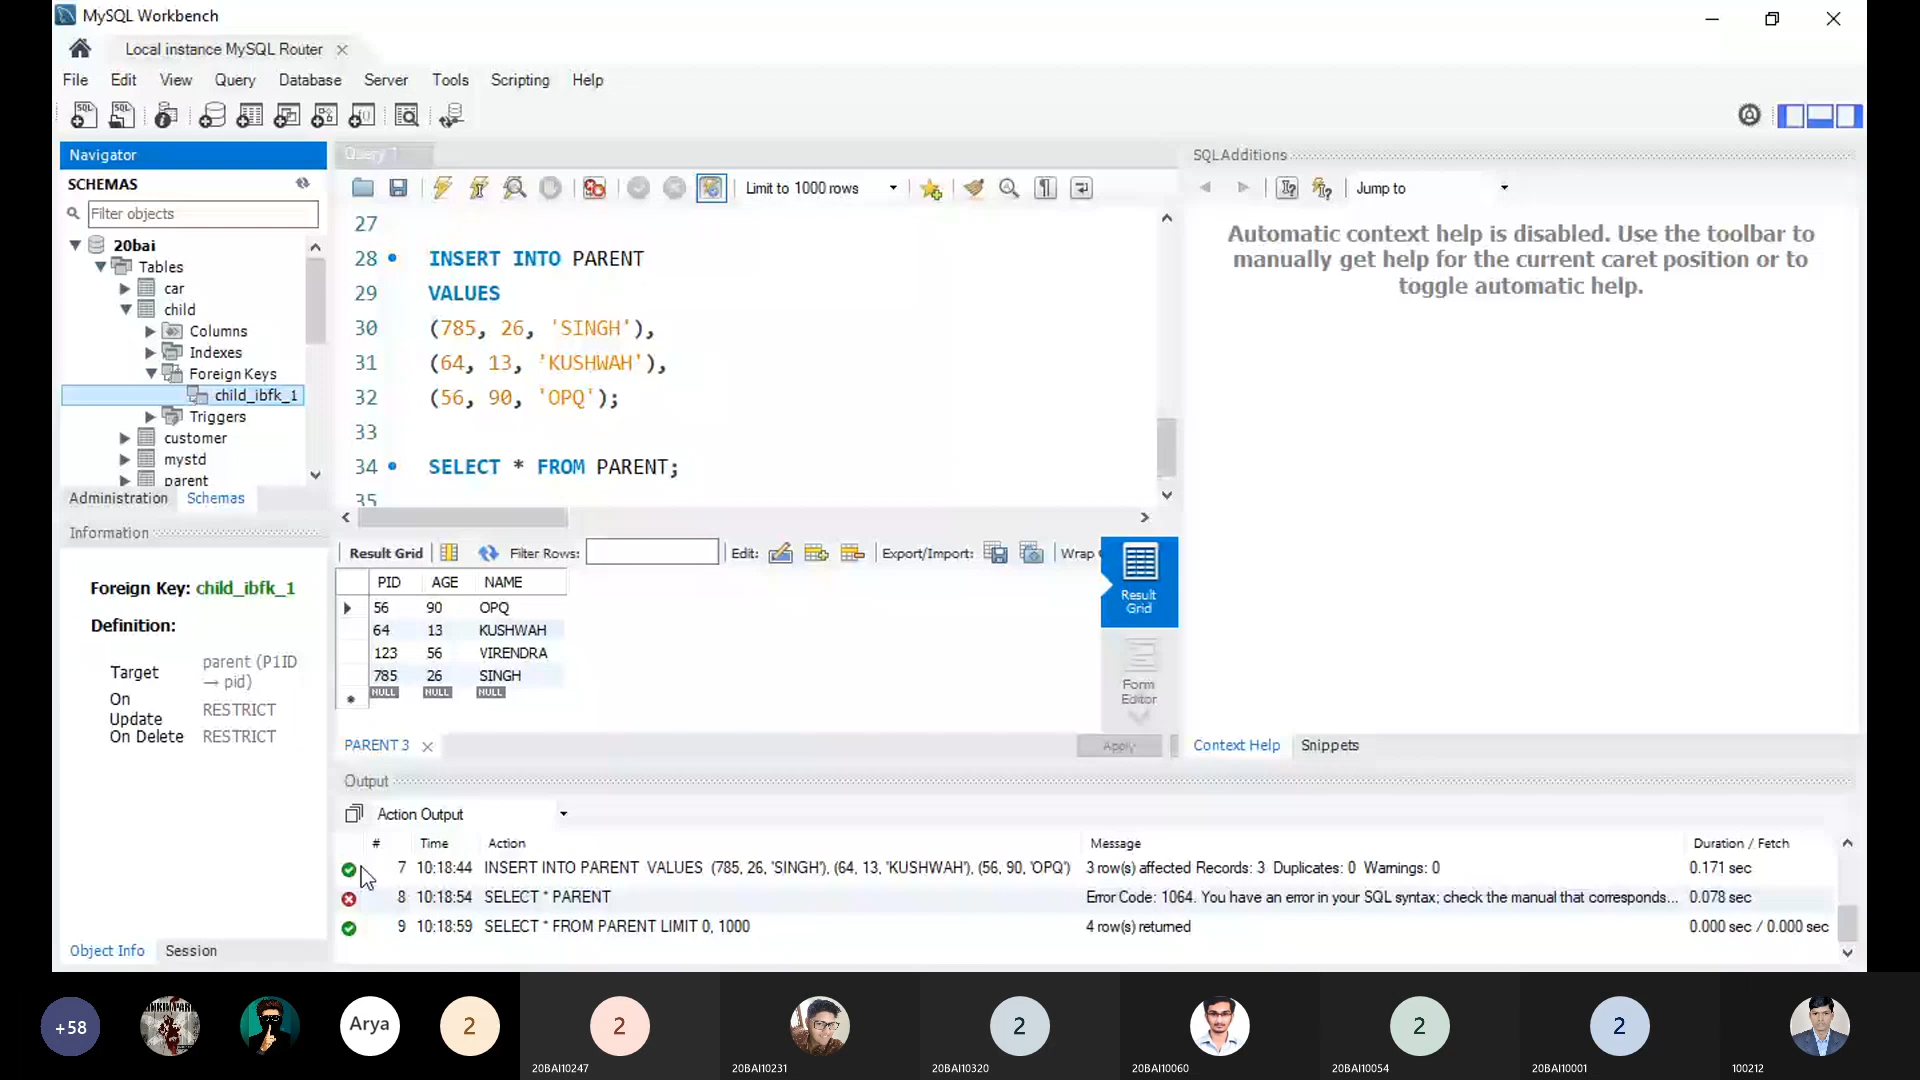 MySQL Workbench
Local instance MySQL Router
File Edit View Query Database Server Tools Scripting Help
Navigator
SCHEMAS
Filter objects
20bai
Tables
car
child
Columns
Indexes
Foreign Keys
child_ibfk_1
Triggers
customer
mystd
parent
Administration Schemas
Information
Foreign Key: child_ibfk_1
Definition:
Target parent (P1ID → pid)
On Update RESTRICT
On Delete RESTRICT
Object Info Session
Query 1
Limit to 1000 rows
27
28 INSERT INTO PARENT
29 VALUES
30 (785, 26, 'SINGH'),
31 (64, 13, 'KUSHWAH'),
32 (56, 90, 'OPQ');
33
34 SELECT * FROM PARENT;
35
Result Grid Filter Rows: Edit: Export/Import: Wrap
PID AGE NAME
56 90 OPQ
64 13 KUSHWAH
123 56 VIRENDRA
785 26 SINGH
NULL NULL NULL
Result Grid
Form Editor
PARENT 3 Apply
SQLAdditions
Jump to
Automatic context help is disabled. Use the toolbar to
manually get help for the current caret position or to
toggle automatic help.
Context Help Snippets
Output
Action Output
# Time Action Message Duration / Fetch
7 10:18:44 INSERT INTO PARENT VALUES (785, 26, 'SINGH'), (64, 13, 'KUSHWAH'), (56, 90, 'OPQ') 3 row(s) affected Records: 3 Duplicates: 0 Warnings: 0 0.171 sec
8 10:18:54 SELECT * PARENT Error Code: 1064. You have an error in your SQL syntax; check the manual that corresponds... 0.078 sec
9 10:18:59 SELECT * FROM PARENT LIMIT 0, 1000 4 row(s) returned 0.000 sec / 0.000 sec
+58 Arya 2 2 2 2 2
20BAI10247 20BAI10231 20BAI10320 20BAI10060 20BAI10054 20BAI10001 100212